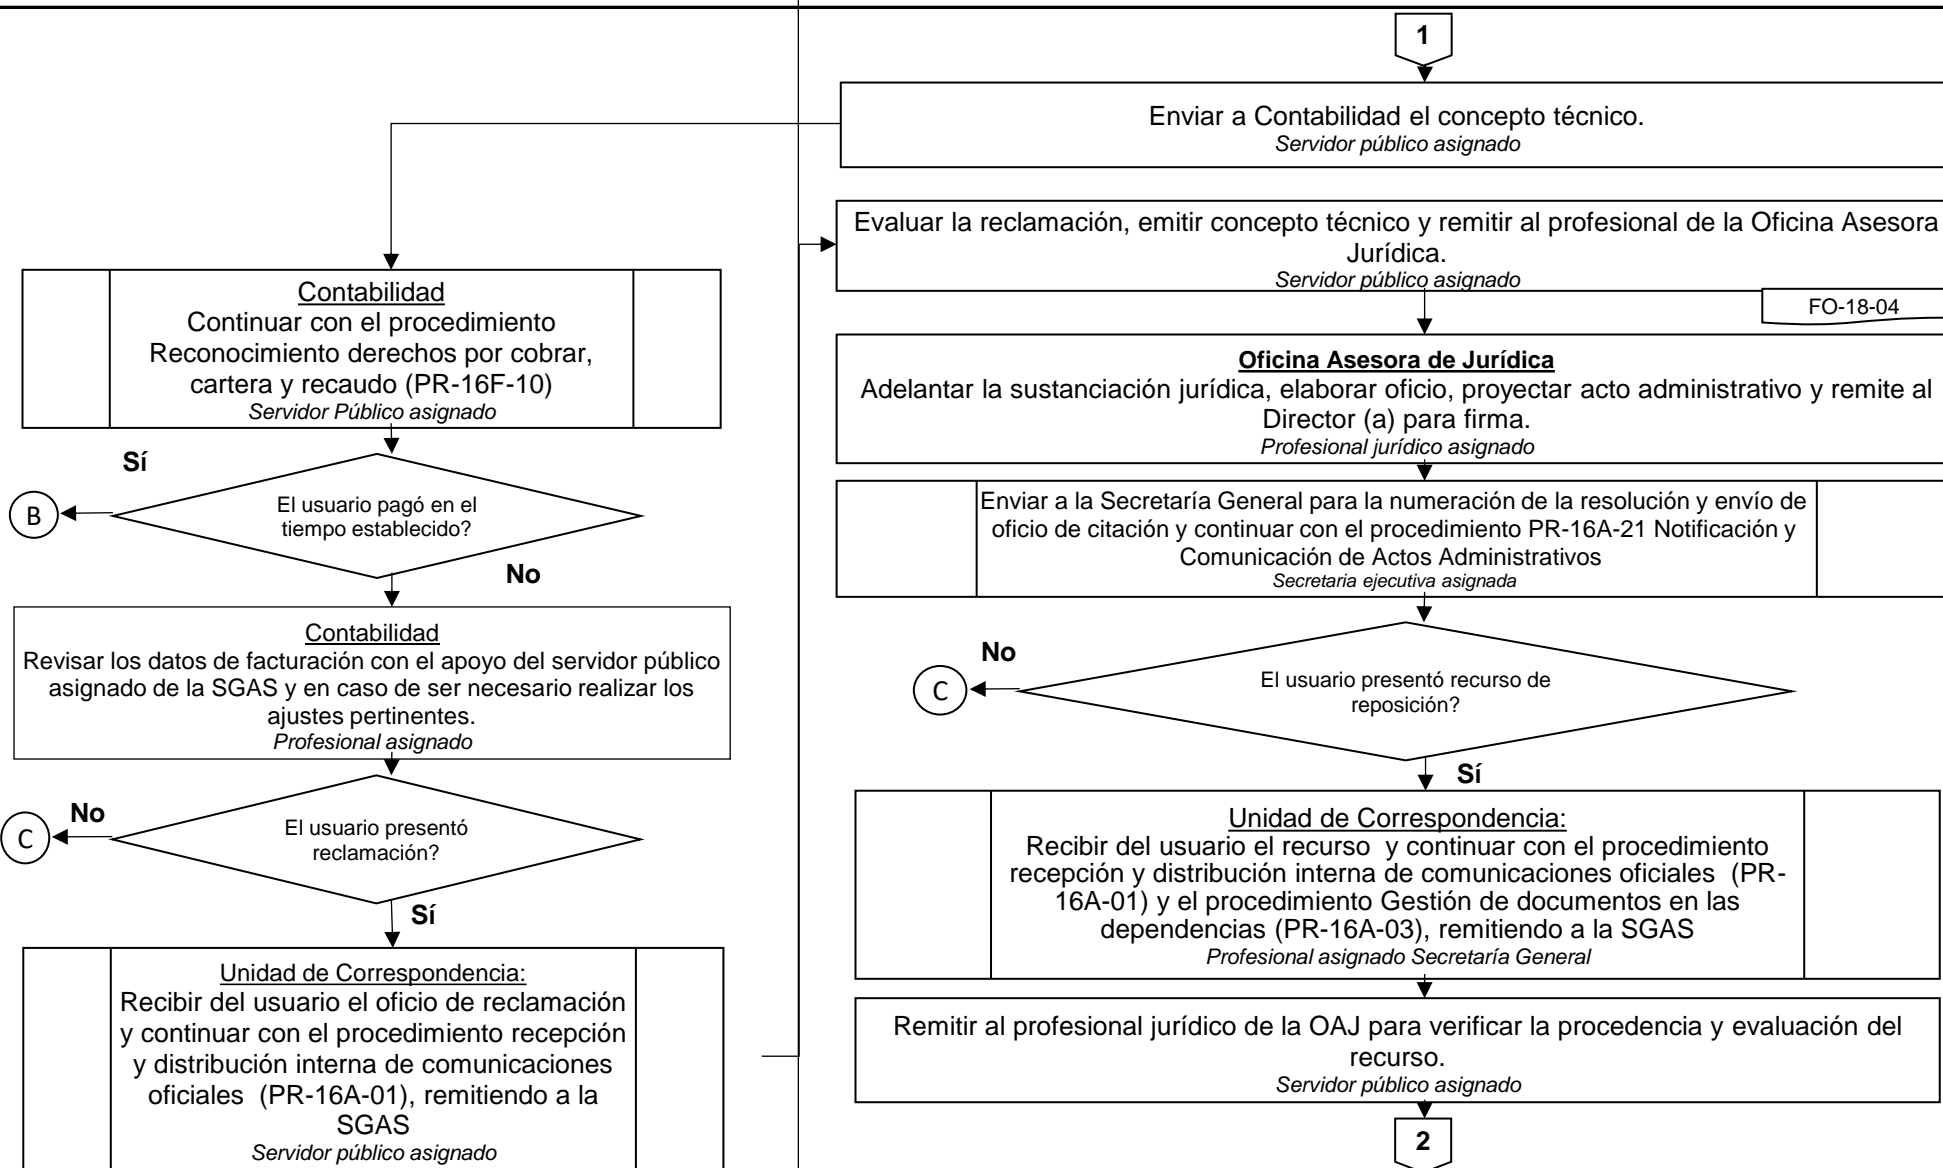 1
Enviar a Contabilidad el concepto técnico.
Servidor público asignado
Contabilidad
Continuar con el procedimiento
Reconocimiento derechos por cobrar,
cartera y recaudo (PR-16F-10)
Servidor Público asignado
Sí
B
El usuario pagó en el
tiempo establecido?
No
Contabilidad
Revisar los datos de facturación con el apoyo del servidor público
asignado de la SGAS y en caso de ser necesario realizar los
ajustes pertinentes.
Profesional asignado
No
C
El usuario presentó
reclamación?
Sí
Unidad de Correspondencia:
Recibir del usuario el oficio de reclamación
y continuar con el procedimiento recepción
y distribución interna de comunicaciones
oficiales (PR-16A-01), remitiendo a la
SGAS
Servidor público asignado
Evaluar la reclamación, emitir concepto técnico y remitir al profesional de la Oficina Asesora
Jurídica.
Servidor público asignado
FO-18-04
Oficina Asesora de Jurídica
Adelantar la sustanciación jurídica, elaborar oficio, proyectar acto administrativo y remite al
Director (a) para firma.
Profesional jurídico asignado
Enviar a la Secretaría General para la numeración de la resolución y envío de
oficio de citación y continuar con el procedimiento PR-16A-21 Notificación y
Comunicación de Actos Administrativos
Secretaria ejecutiva asignada
No
C
El usuario presentó recurso de
reposición?
Sí
Unidad de Correspondencia:
Recibir del usuario el recurso y continuar con el procedimiento
recepción y distribución interna de comunicaciones oficiales (PR-
16A-01) y el procedimiento Gestión de documentos en las
dependencias (PR-16A-03), remitiendo a la SGAS
Profesional asignado Secretaría General
Remitir al profesional jurídico de la OAJ para verificar la procedencia y evaluación del
recurso.
Servidor público asignado
2